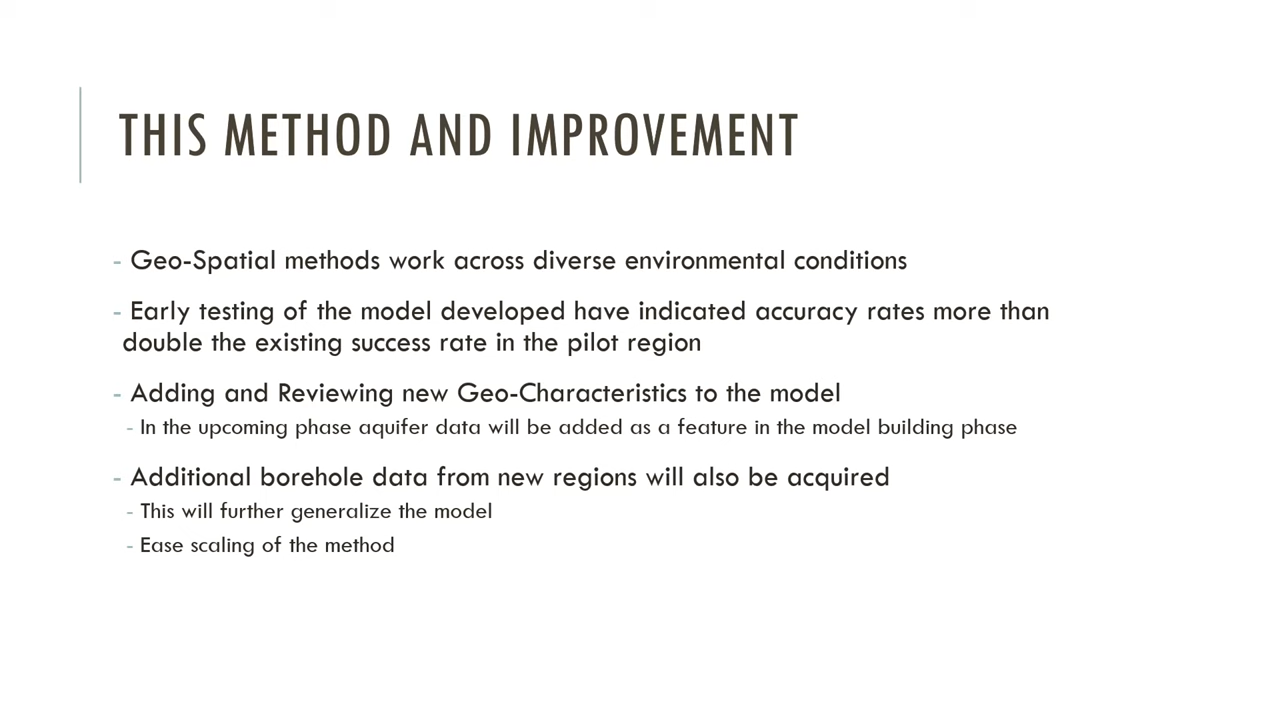 THIS METHOD AND IMPROVEMENT
- Geo-Spatial methods work across diverse environmental conditions
- Early testing of the model developed have indicated accuracy rates more than
double the existing success rate in the pilot region
- Adding and Reviewing new Geo-Characteristics to the model
- In the upcoming phase aquifer data will be added as a feature in the model building phase
- Additional borehole data from new regions will also be acquired
- This will further generalize the model
- Ease scaling of the method